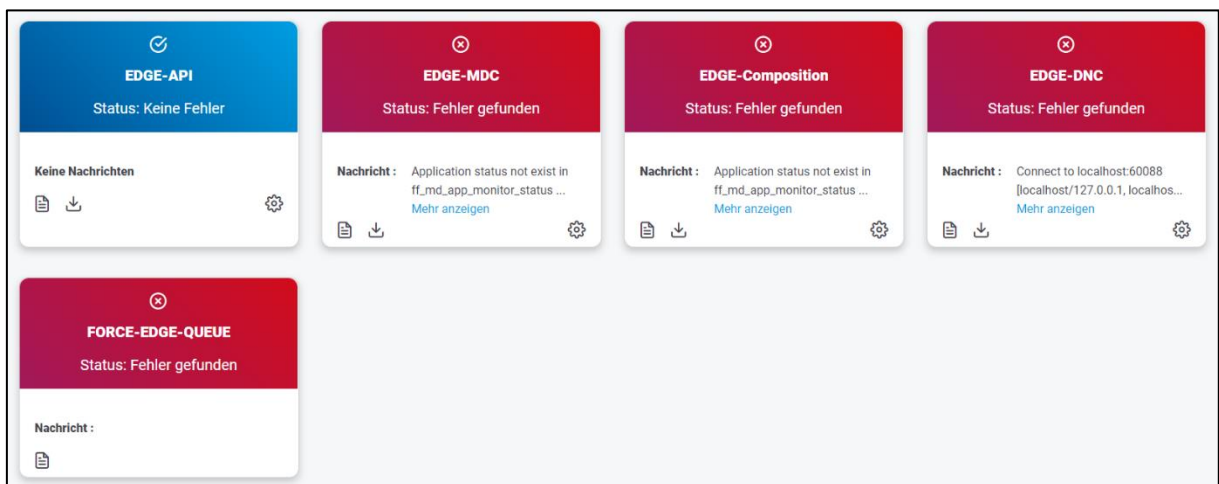 EDGE-API
Status: Keine Fehler
Keine Nachrichten
EDGE-MDC
Status: Fehler gefunden
Nachricht : Application status not exist in
ff_md_app_monitor_status ...
Mehr anzeigen
EDGE-Composition
Status: Fehler gefunden
Nachricht : Application status not exist in
ff_md_app_monitor_status ...
Mehr anzeigen
EDGE-DNC
Status: Fehler gefunden
Nachricht : Connect to localhost:60088
[localhost/127.0.0.1, localhos...
Mehr anzeigen
FORCE-EDGE-QUEUE
Status: Fehler gefunden
Nachricht :